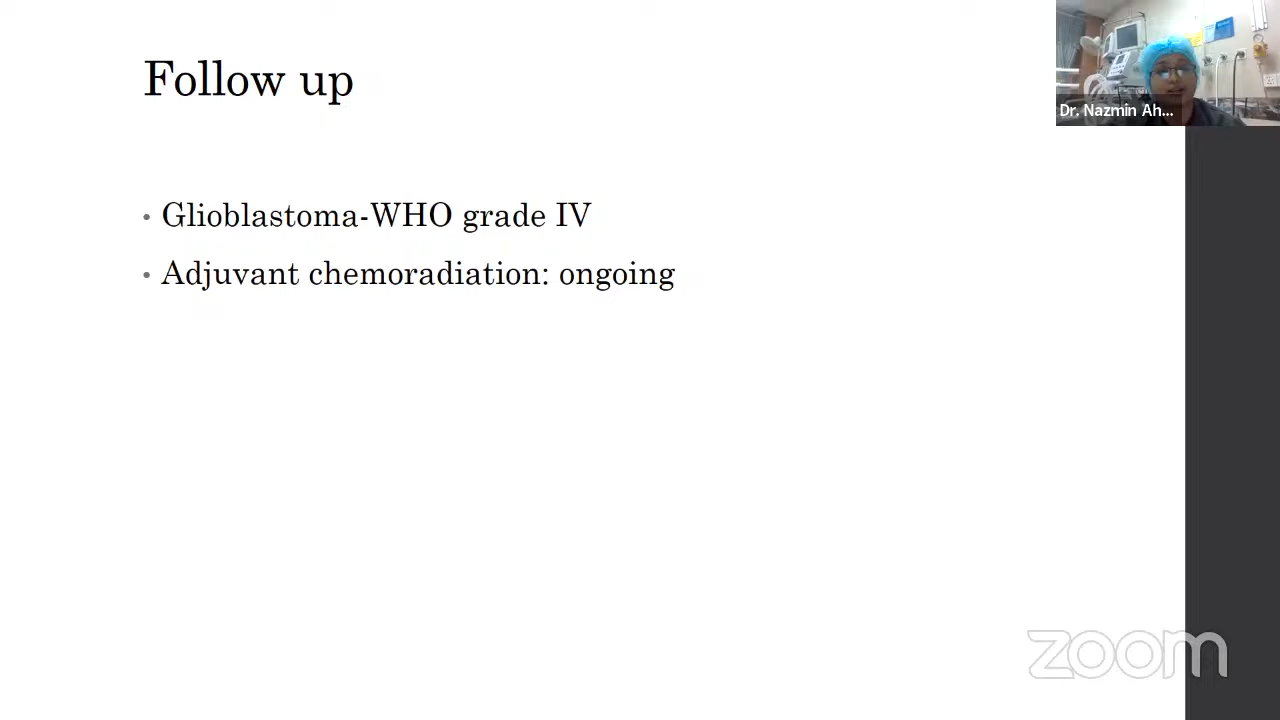 Follow up
Dr. Nazmin Ah...
• Glioblastoma-WHO grade IV
• Adjuvant chemoradiation: ongoing
zoom